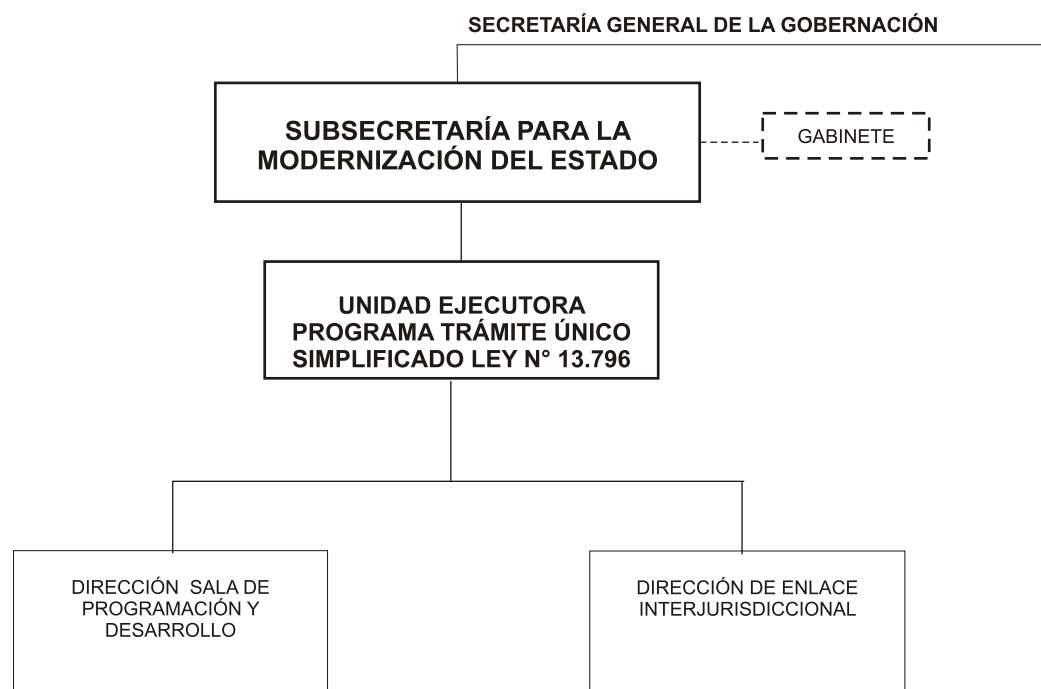 SECRETARÍA GENERAL DE LA GOBERNACIÓN
SUBSECRETARÍA PARA LA
MODERNIZACIÓN DEL ESTADO
GABINETE
UNIDAD EJECUTORA
PROGRAMA TRÁMITE ÚNICO
SIMPLIFICADO LEY N° 13.796
DIRECCIÓN SALA DE
PROGRAMACIÓN Y
DESARROLLO
DIRECCIÓN DE ENLACE
INTERJURISDICCIONAL